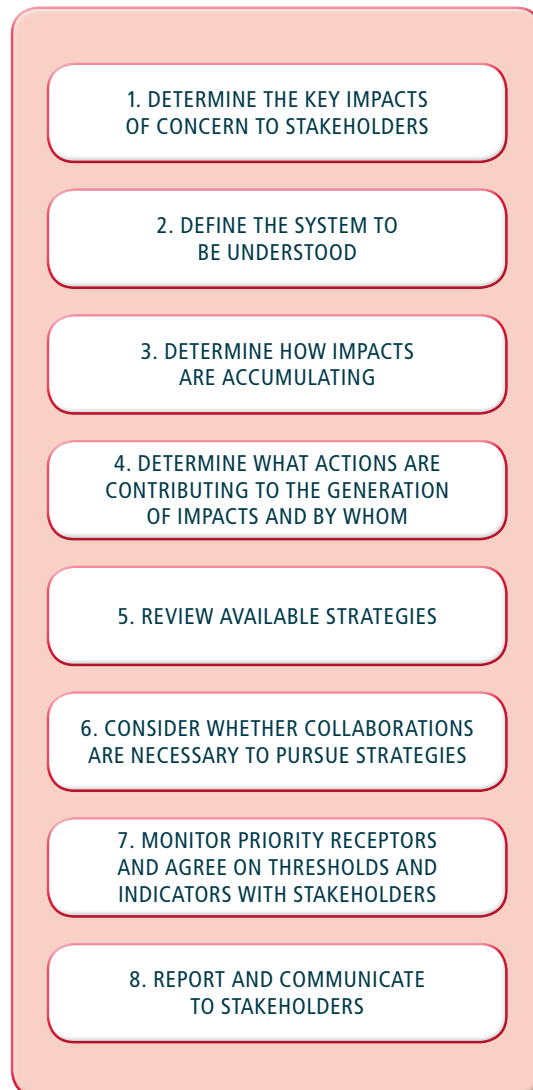 1. DETERMINE THE KEY IMPACTS
OF CONCERN TO STAKEHOLDERS
2. DEFINE THE SYSTEM TO
BE UNDERSTOOD
3. DETERMINE HOW IMPACTS
ARE ACCUMULATING
4. DETERMINE WHAT ACTIONS ARE
CONTRIBUTING TO THE GENERATION
OF IMPACTS AND BY WHOM
5. REVIEW AVAILABLE STRATEGIES
6. CONSIDER WHETHER COLLABORATIONS
ARE NECESSARY TO PURSUE STRATEGIES
7. MONITOR PRIORITY RECEPTORS
AND AGREE ON THRESHOLDS AND
INDICATORS WITH STAKEHOLDERS
8. REPORT AND COMMUNICATE
TO STAKEHOLDERS